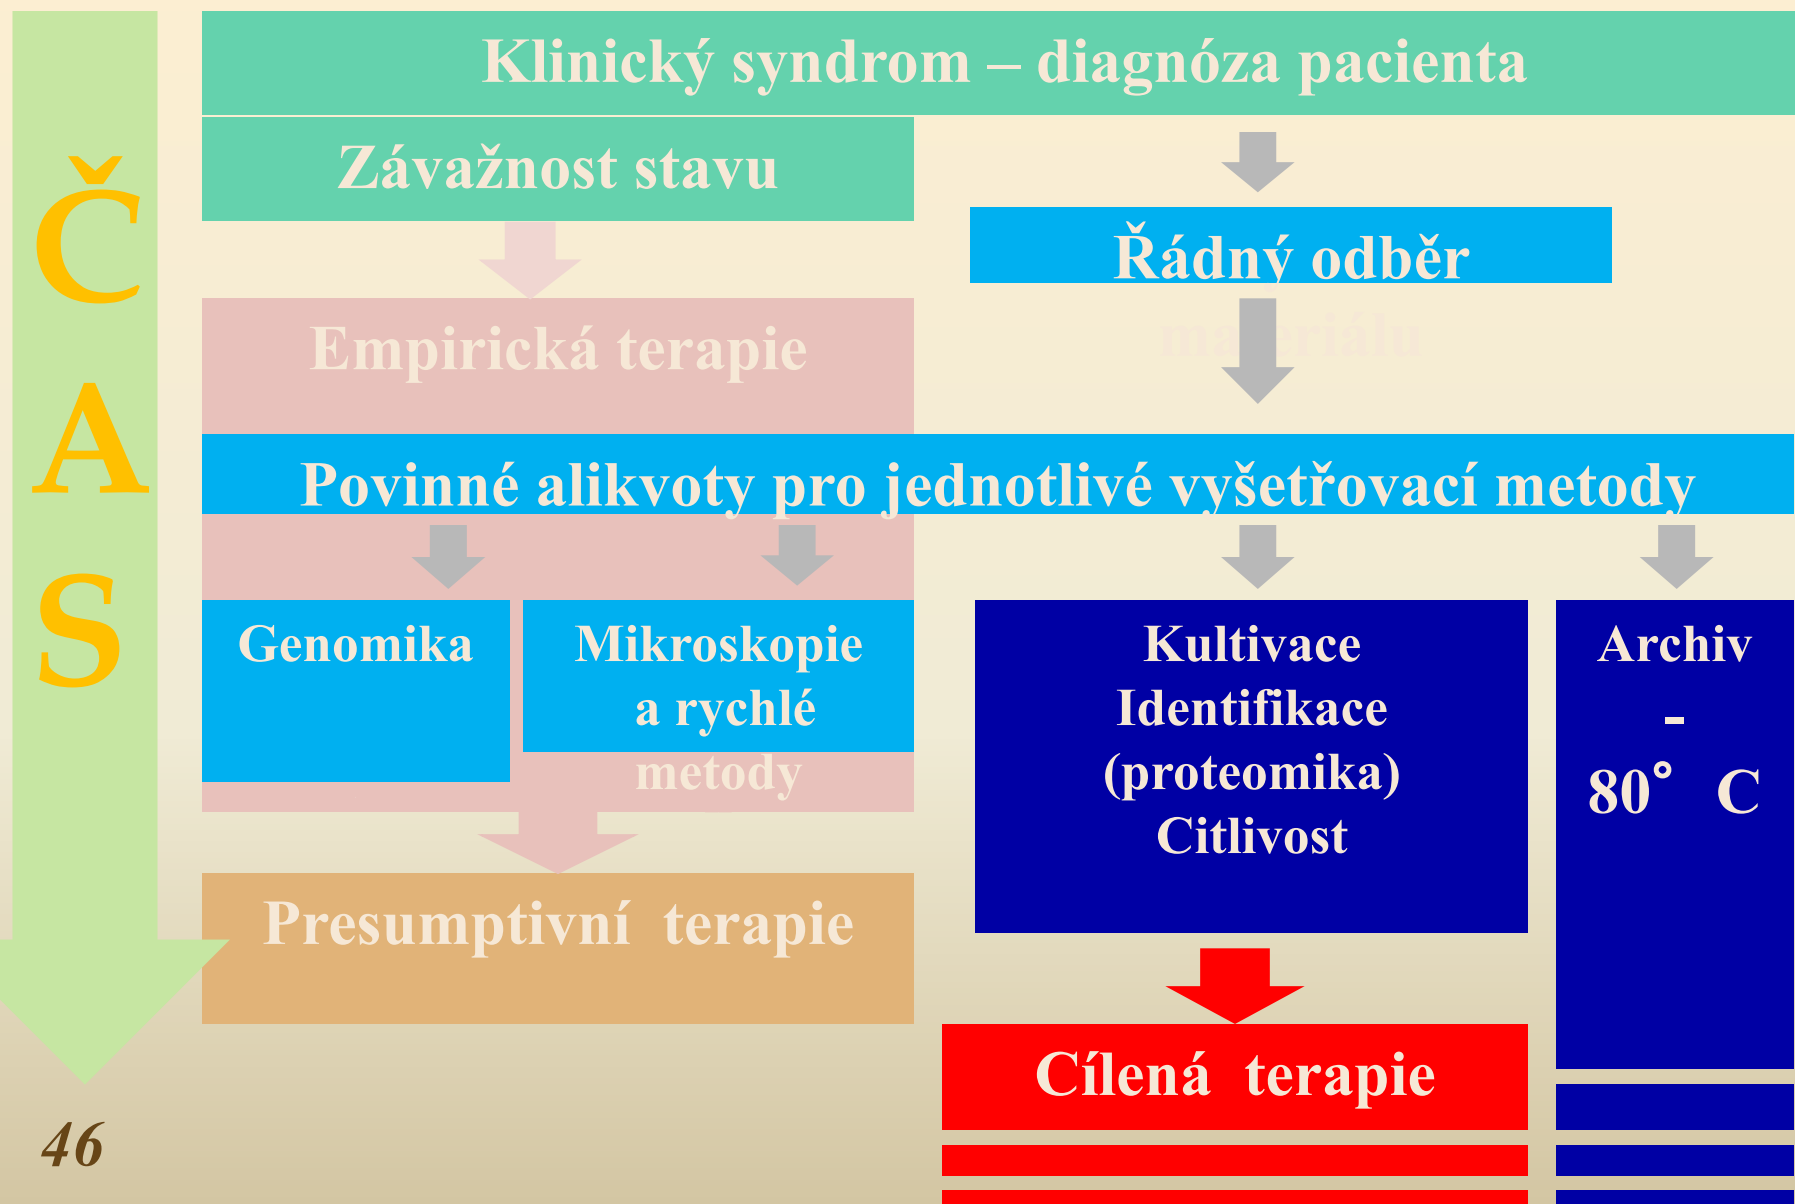 Klinický syndrom – diagnóza pacienta
Č
A
S
Závažnost stavu
Řádný odběr
materiálu
Empirická terapie
Povinné alikvoty pro jednotlivé vyšetřovací metody
Genomika
Mikroskopie
a rychlé
metody
Kultivace
Identifikace
(proteomika)
Citlivost
Archiv
-
80° C
Presumptivní terapie
Cílená terapie
46